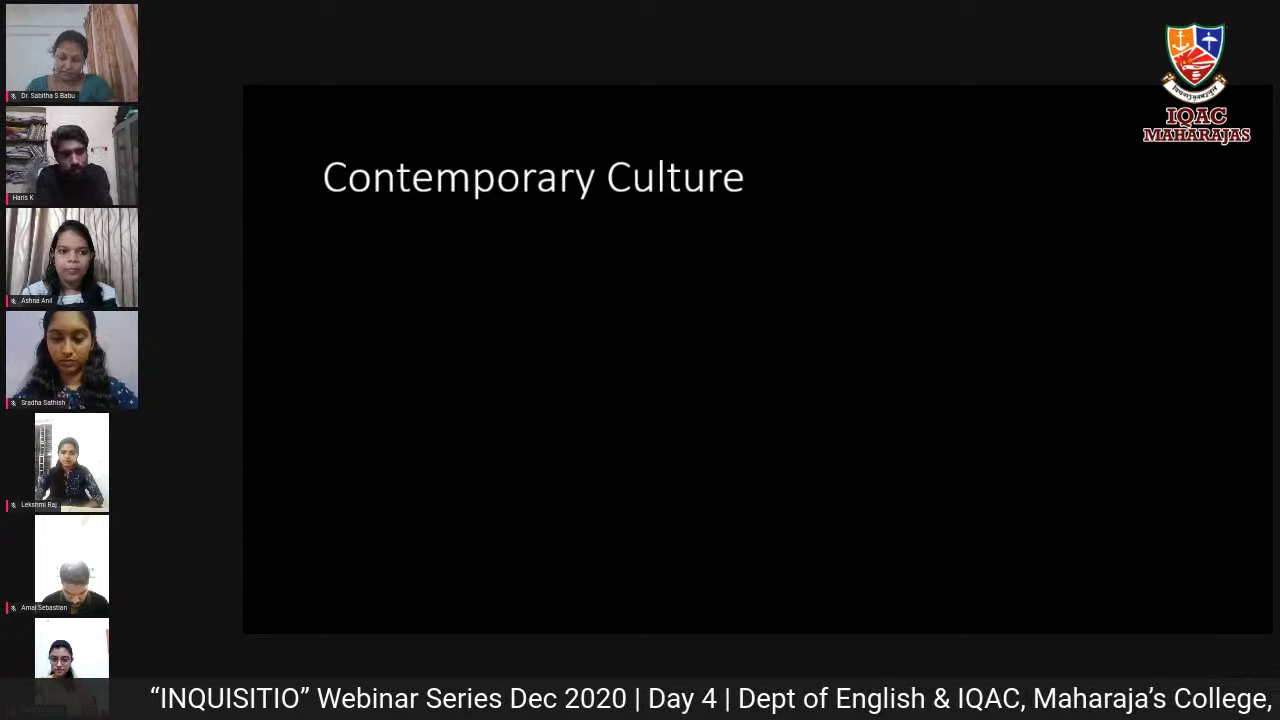 Dr. Sabitha S Babu
Haris K
Ashna Anil
Sradha Sathish
Lekshmi Raj
Amal Sebastian
Contemporary Culture
IQAC
MAHARAJAS
“INQUISITIO” Webinar Series Dec 2020 | Day 4 | Dept of English & IQAC, Maharaja’s College,